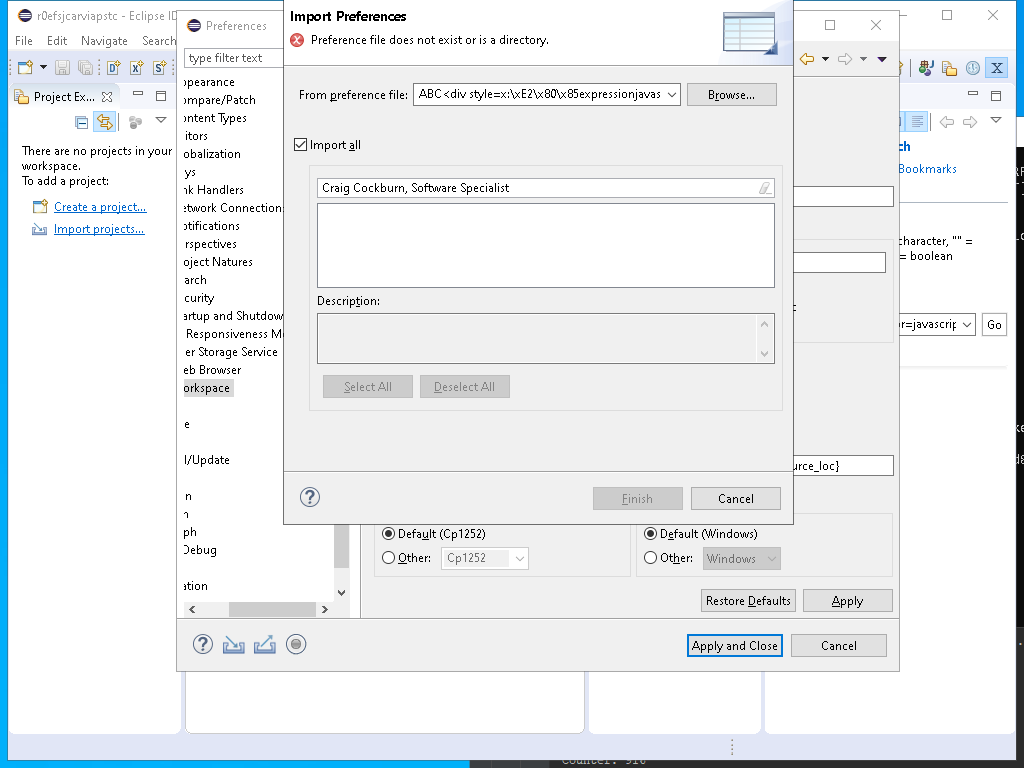 r0efsjcarviapstc - Eclipse ID
File Edit Navigate Search
Project Ex...
There are no projects in your
workspace.
To add a project:
Create a project...
Import projects...
Preferences
type filter text
ppearance
ompare/Patch
ontent Types
itors
obalization
ys
nk Handlers
etwork Connection
otifications
rspectives
oject Natures
arch
curity
artup and Shutdow
Responsiveness M
er Storage Service
eb Browser
orkspace
e
l/Update
n
ph
Debug
ation
Import Preferences
Preference file does not exist or is a directory.
From preference file:
ABC<div style=x:\xE2\x80\x85expressionjavas
Browse...
Import all
Craig Cockburn, Software Specialist
Description:
Select All
Deselect All
Finish
Cancel
urce_loc}
Default (Cp1252)
Other:
Cp1252
Default (Windows)
Other:
Windows
Restore Defaults
Apply
Apply and Close
Cancel
ch
Bookmarks
character, "" =
= boolean
or=javascrip
Go
Counter: 916